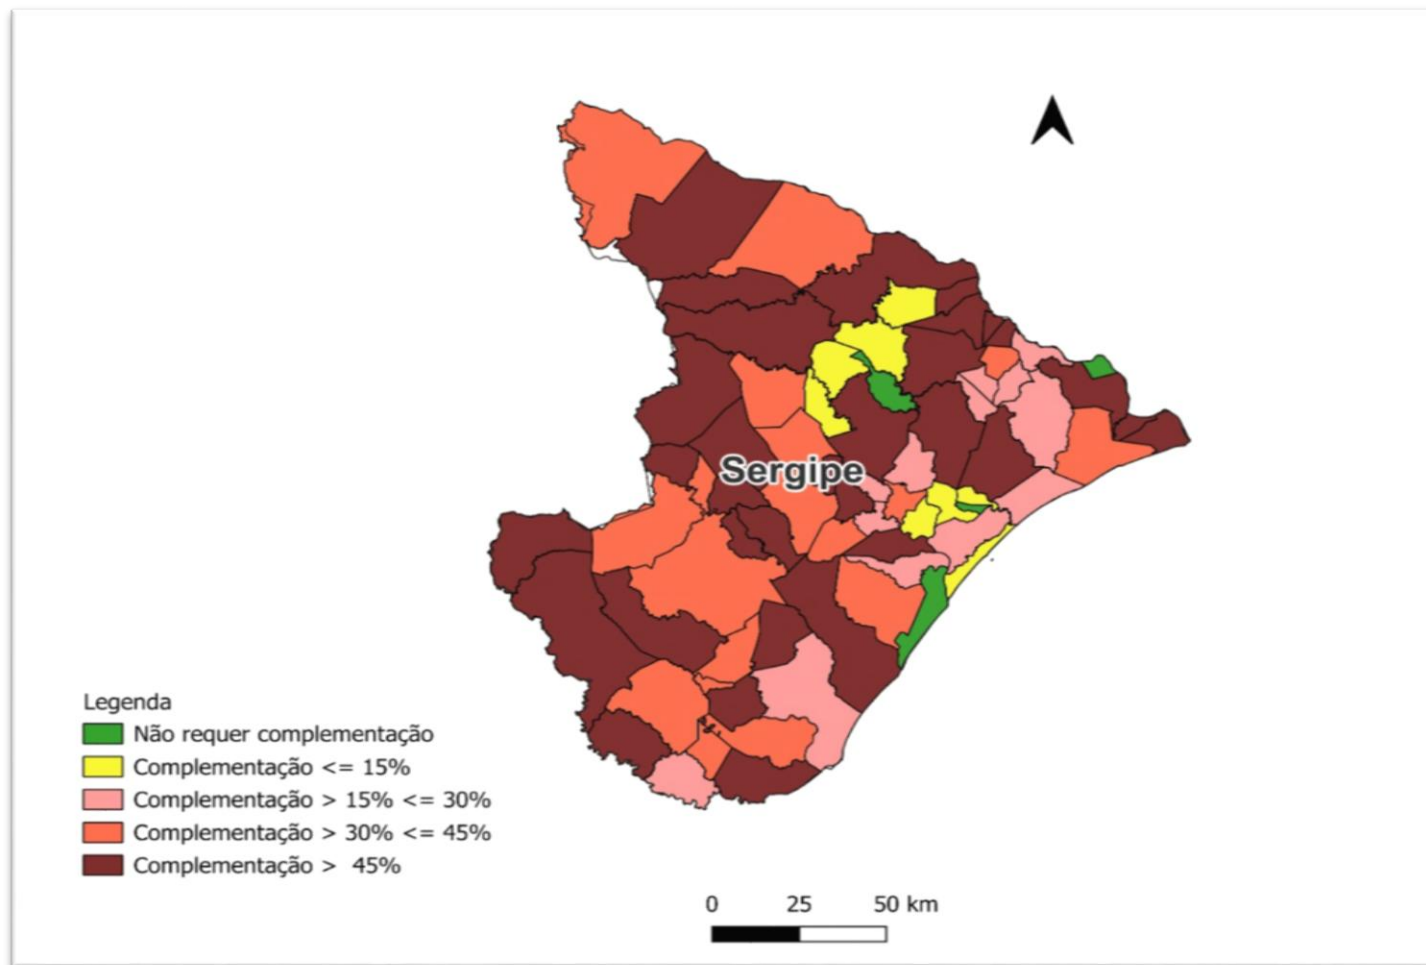 Sergipe
Legenda
Não requer complementação
Complementação <= 15%
Complementação > 15% <= 30%
Complementação > 30% <= 45%
Complementação > 45%
0 25 50 km